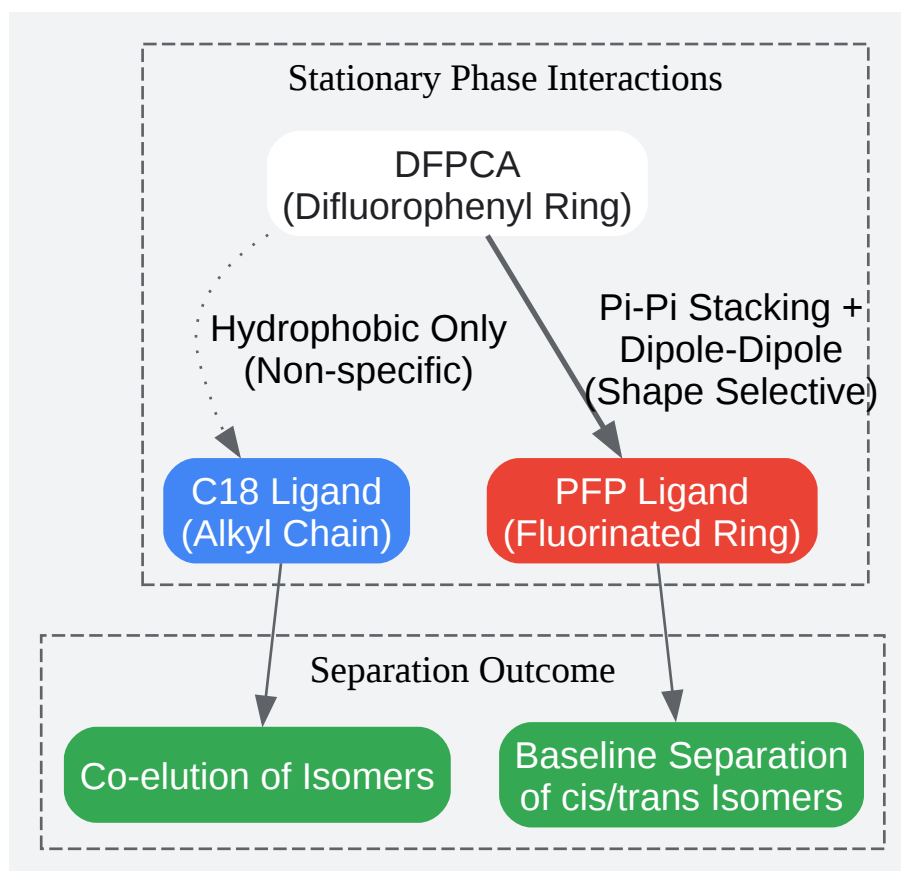 Stationary Phase Interactions
DFPCA
(Difluorophenyl Ring)
Hydrophobic Only
(Non-specific)
Pi-Pi Stacking +
Dipole-Dipole
(Shape Selective)
C18 Ligand
(Alkyl Chain)
PFP Ligand
(Fluorinated Ring)
Separation Outcome
Co-elution of Isomers
Baseline Separation
of cis/trans Isomers